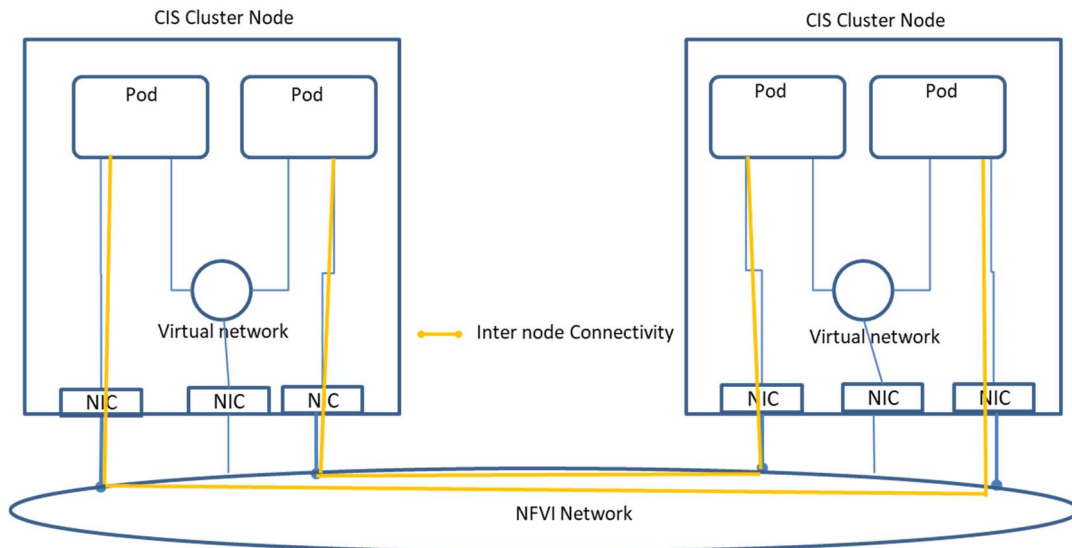 CIS Cluster Node
CIS Cluster Node
Pod
Pod
Pod
Pod
Virtual network
Inter node Connectivity
Virtual network
NIC
NIC
NIC
NIC
NIC
NIC
NFVI Network